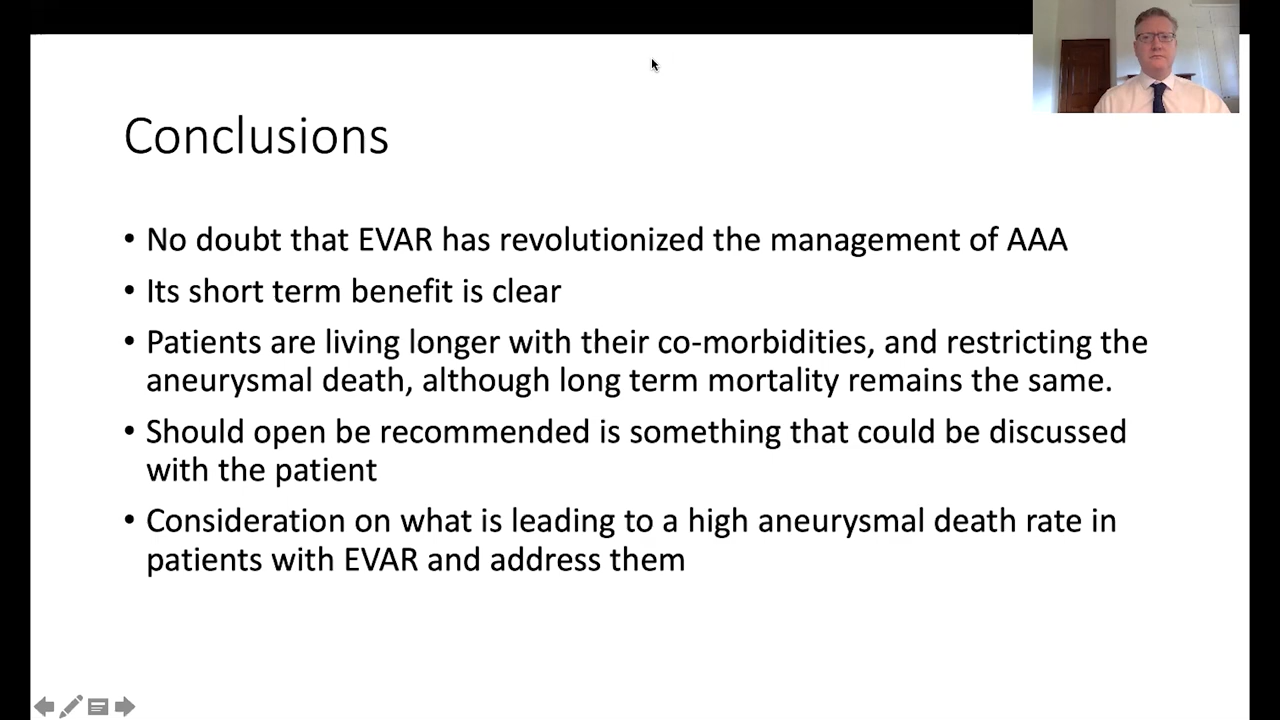 Conclusions
• No doubt that EVAR has revolutionized the management of AAA
• Its short term benefit is clear
• Patients are living longer with their co-morbidities, and restricting the
aneurysmal death, although long term mortality remains the same.
• Should open be recommended is something that could be discussed
with the patient
• Consideration on what is leading to a high aneurysmal death rate in
patients with EVAR and address them